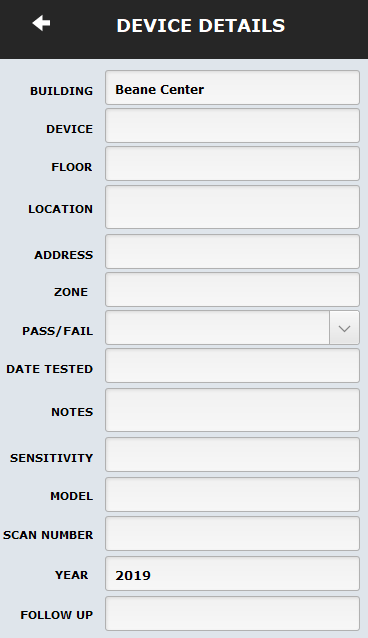 DEVICE DETAILS
BUILDING Beane Center
DEVICE
FLOOR
LOCATION
ADDRESS
ZONE
PASS/FAIL
DATE TESTED
NOTES
SENSITIVITY
MODEL
SCAN NUMBER
YEAR 2019
FOLLOW UP